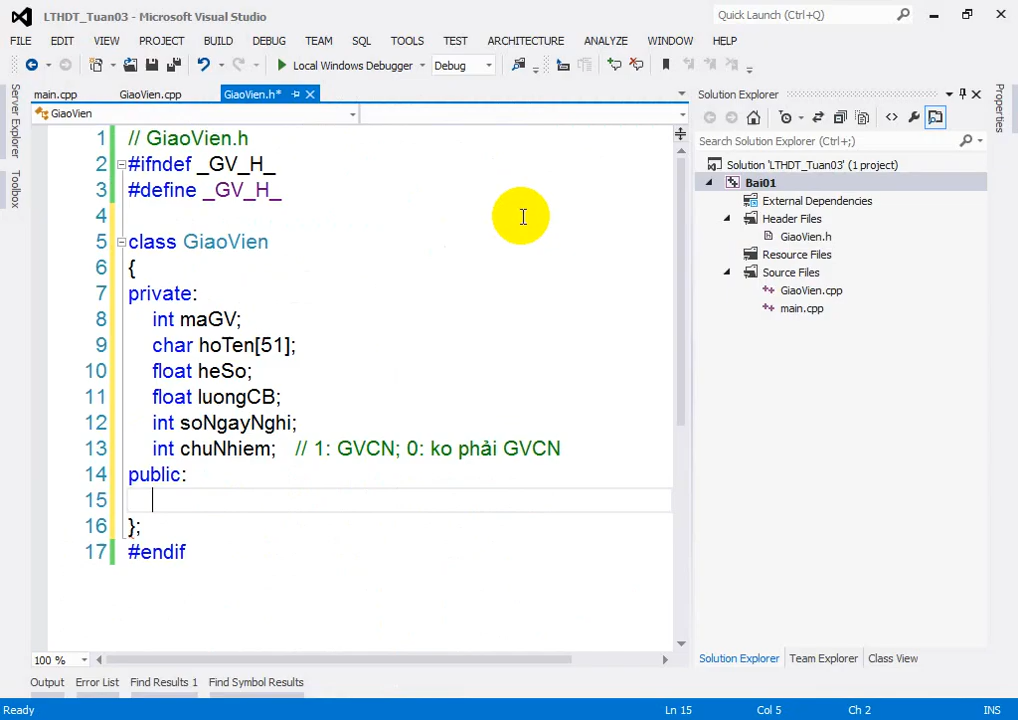 LTHDT_Tuan03 - Microsoft Visual Studio
Quick Launch (Ctrl+Q)
FILE EDIT VIEW PROJECT BUILD DEBUG TEAM SQL TOOLS TEST ARCHITECTURE ANALYZE WINDOW HELP
Local Windows Debugger Debug
Server Explorer
Toolbox
main.cpp GiaoVien.cpp GiaoVien.h*
GiaoVien
1 // GiaoVien.h
2 #ifndef _GV_H_
3 #define _GV_H_
4
5 class GiaoVien
6 {
7 private:
8 int maGV;
9 char hoTen[51];
10 float heSo;
11 float luongCB;
12 int soNgayNghi;
13 int chuNhiem; // 1: GVCN; 0: ko phải GVCN
14 public:
15
16 };
17 #endif
100 %
Solution Explorer
Search Solution Explorer (Ctrl+;)
Solution 'LTHDT_Tuan03' (1 project)
Bai01
External Dependencies
Header Files
GiaoVien.h
Resource Files
Source Files
GiaoVien.cpp
main.cpp
Properties
Solution Explorer Team Explorer Class View
Output Error List Find Results 1 Find Symbol Results
Ready Ln 15 Col 5 Ch 2 INS